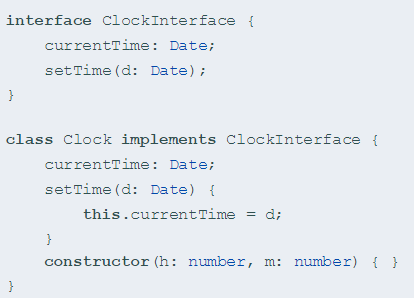 interface ClockInterface {
    currentTime: Date;
    setTime(d: Date);
}

class Clock implements ClockInterface {
    currentTime: Date;
    setTime(d: Date) {
        this.currentTime = d;
    }
    constructor(h: number, m: number) { }
}